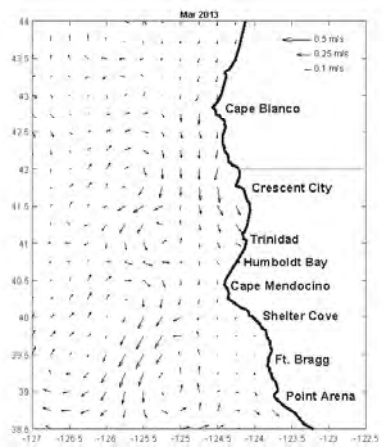 Mar 2013
44
0.5 m/s
0.25 m/s
0.1 m/s
43.5
43
Cape Blanco
42.5
42
Crescent City
41.5
Trinidad
41
Humboldt Bay
40.5
Cape Mendocino
40
Shelter Cove
39.5
Ft. Bragg
39
Point Arena
38.5
-127 -126.5 -126 -125.5 -125 -124.5 -124 -123.5 -123 -122.5